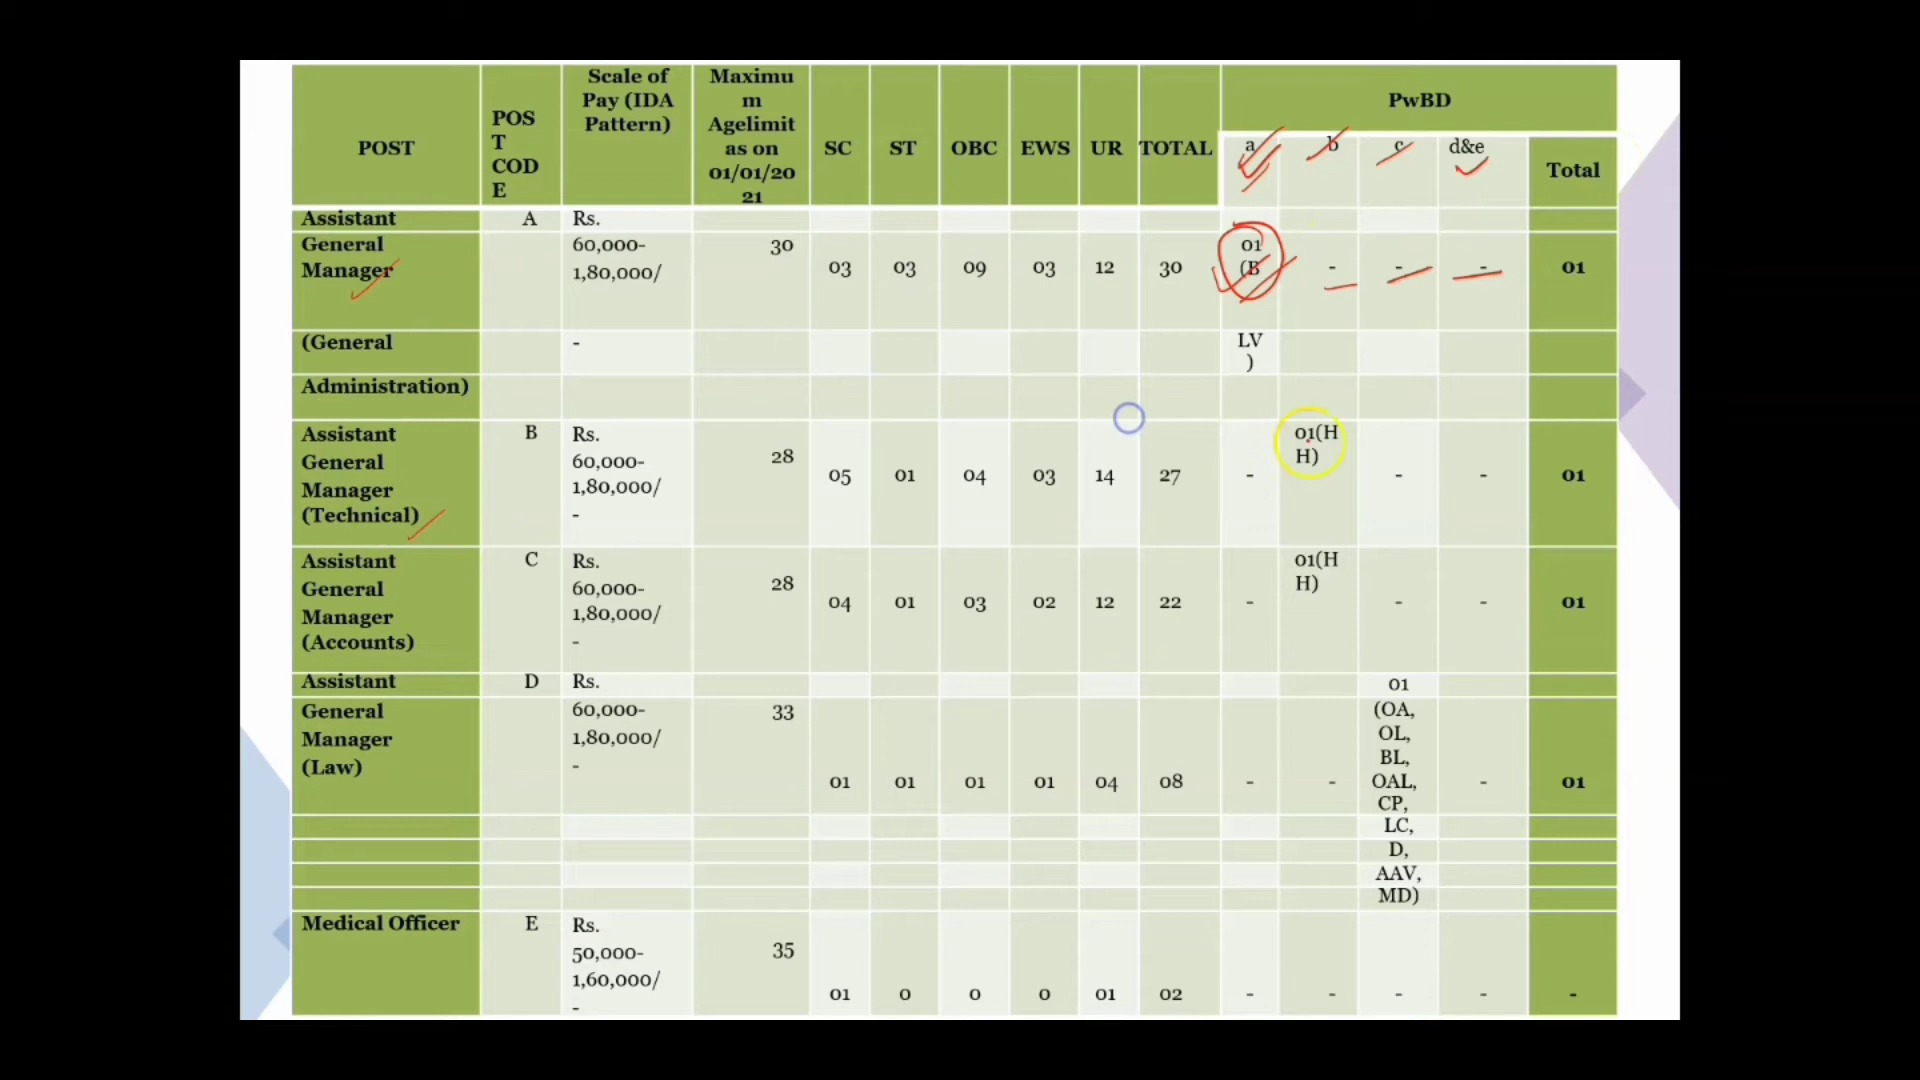 POST
POS
T
COD
E
Scale of
Pay (IDA
Pattern)
Maximu
m
Agelimit
as on
01/01/20
21
SC
ST
OBC
EWS
UR
TOTAL
PwBD
a
b
c
d&e
Total
Assistant
General
Manager
A
Rs.
60,000-
1,80,000/
30
03
03
09
03
12
30
01
(B
-
-
-
01
(General
-
LV
)
Administration)
Assistant
General
Manager
(Technical)
B
Rs.
60,000-
1,80,000/
-
28
05
01
04
03
14
27
-
01(H
H)
-
-
01
Assistant
General
Manager
(Accounts)
C
Rs.
60,000-
1,80,000/
-
28
04
01
03
02
12
22
-
01(H
H)
-
-
01
Assistant
General
Manager
(Law)
D
Rs.
60,000-
1,80,000/
-
33
01
01
01
01
04
08
-
-
01
(OA,
OL,
BL,
OAL,
CP,
LC,
D,
AAV,
MD)
-
01
Medical Officer
E
Rs.
50,000-
1,60,000/
-
35
01
0
0
0
01
02
-
-
-
-
-